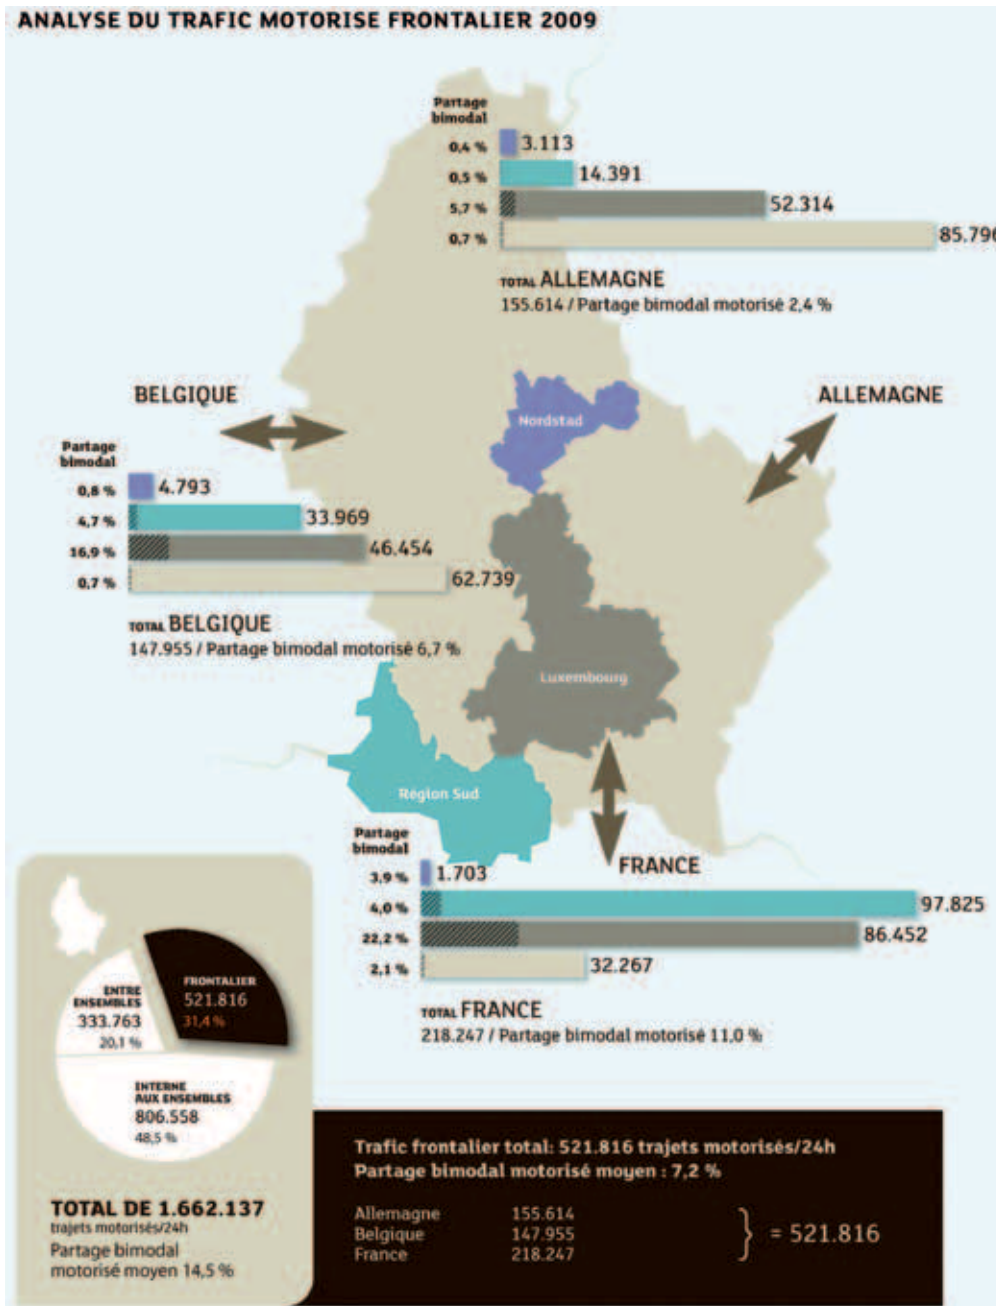 ANALYSE DU TRAFIC MOTORISE FRONTALIER 2009
Partage
bimodal
0,4 % 3.113
0,5 % 14.391
5,7 % 52.314
0,7 % 85.796
TOTAL ALLEMAGNE
155.614 / Partage bimodal motorisé 2,4 %
BELGIQUE
ALLEMAGNE
Nordstad
Partage
bimodal
0,8 % 4.793
4,7 % 33.969
16,9 % 46.454
0,7 % 62.739
TOTAL BELGIQUE
147.955 / Partage bimodal motorisé 6,7 %
Luxembourg
Région Sud
Partage
bimodal
FRANCE
3,9 % 1.703
4,0 % 97.825
22,2 % 86.452
2,1 % 32.267
TOTAL FRANCE
218.247 / Partage bimodal motorisé 11,0 %
FRONTALIER
521.816
31,4 %
ENTRE
ENSEMBLES
333.763
20,1 %
INTERNE
AUX ENSEMBLES
806.558
48,5 %
TOTAL DE 1.662.137
trajets motorisés/24h
Partage bimodal
motorisé moyen 14,5 %
Trafic frontalier total: 521.816 trajets motorisés/24h
Partage bimodal motorisé moyen : 7,2 %
Allemagne 155.614
Belgique 147.955 = 521.816
France 218.247